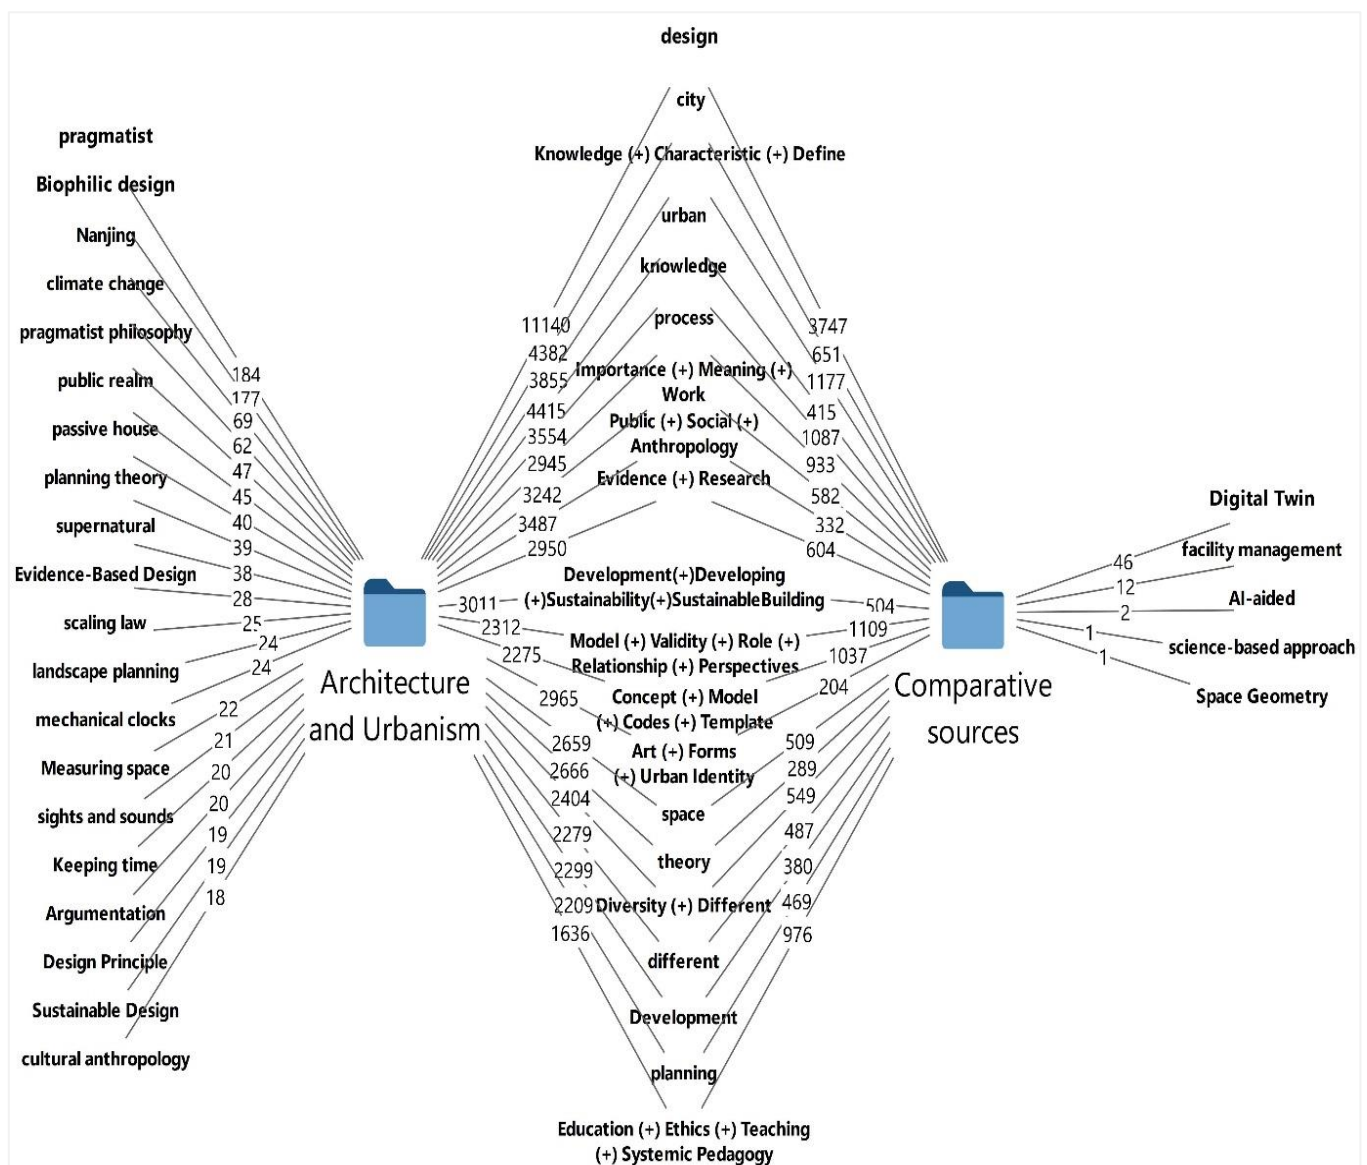 design
city
Knowledge (+) Characteristic (+) Define
urban
knowledge
process
Importance (+) Meaning (+)
Work
Public (+) Social (+)
Anthropology
Evidence (+) Research
Development(+)Developing
(+)Sustainability(+)SustainableBuilding
Model (+) Validity (+) Role (+)
Relationship (+) Perspectives
Concept (+) Model
(+) Codes (+) Template
Art (+) Forms
(+) Urban Identity
space
theory
Diversity (+) Different
different
Development
planning
Education (+) Ethics (+) Teaching
(+) Systemic Pedagogy
pragmatist
Biophilic design
Nanjing
climate change
pragmatist philosophy
public realm
passive house
planning theory
supernatural
Evidence-Based Design
scaling law
landscape planning
mechanical clocks
Measuring space
sights and sounds
Keeping time
Argumentation
Design Principle
Sustainable Design
cultural anthropology
184
177
69
62
47
45
40
39
38
28
25
24
24
22
21
20
20
19
19
18
Architecture
and Urbanism
11140
4382
3855
4415
3554
2945
3242
3487
2950
3011
2312
2275
2965
2659
2666
2404
2279
2299
2209
1636
3747
651
1177
415
1087
933
582
332
604
504
1109
1037
204
509
289
549
487
380
469
976
Comparative
sources
46
12
2
1
1
Digital Twin
facility management
AI-aided
science-based approach
Space Geometry